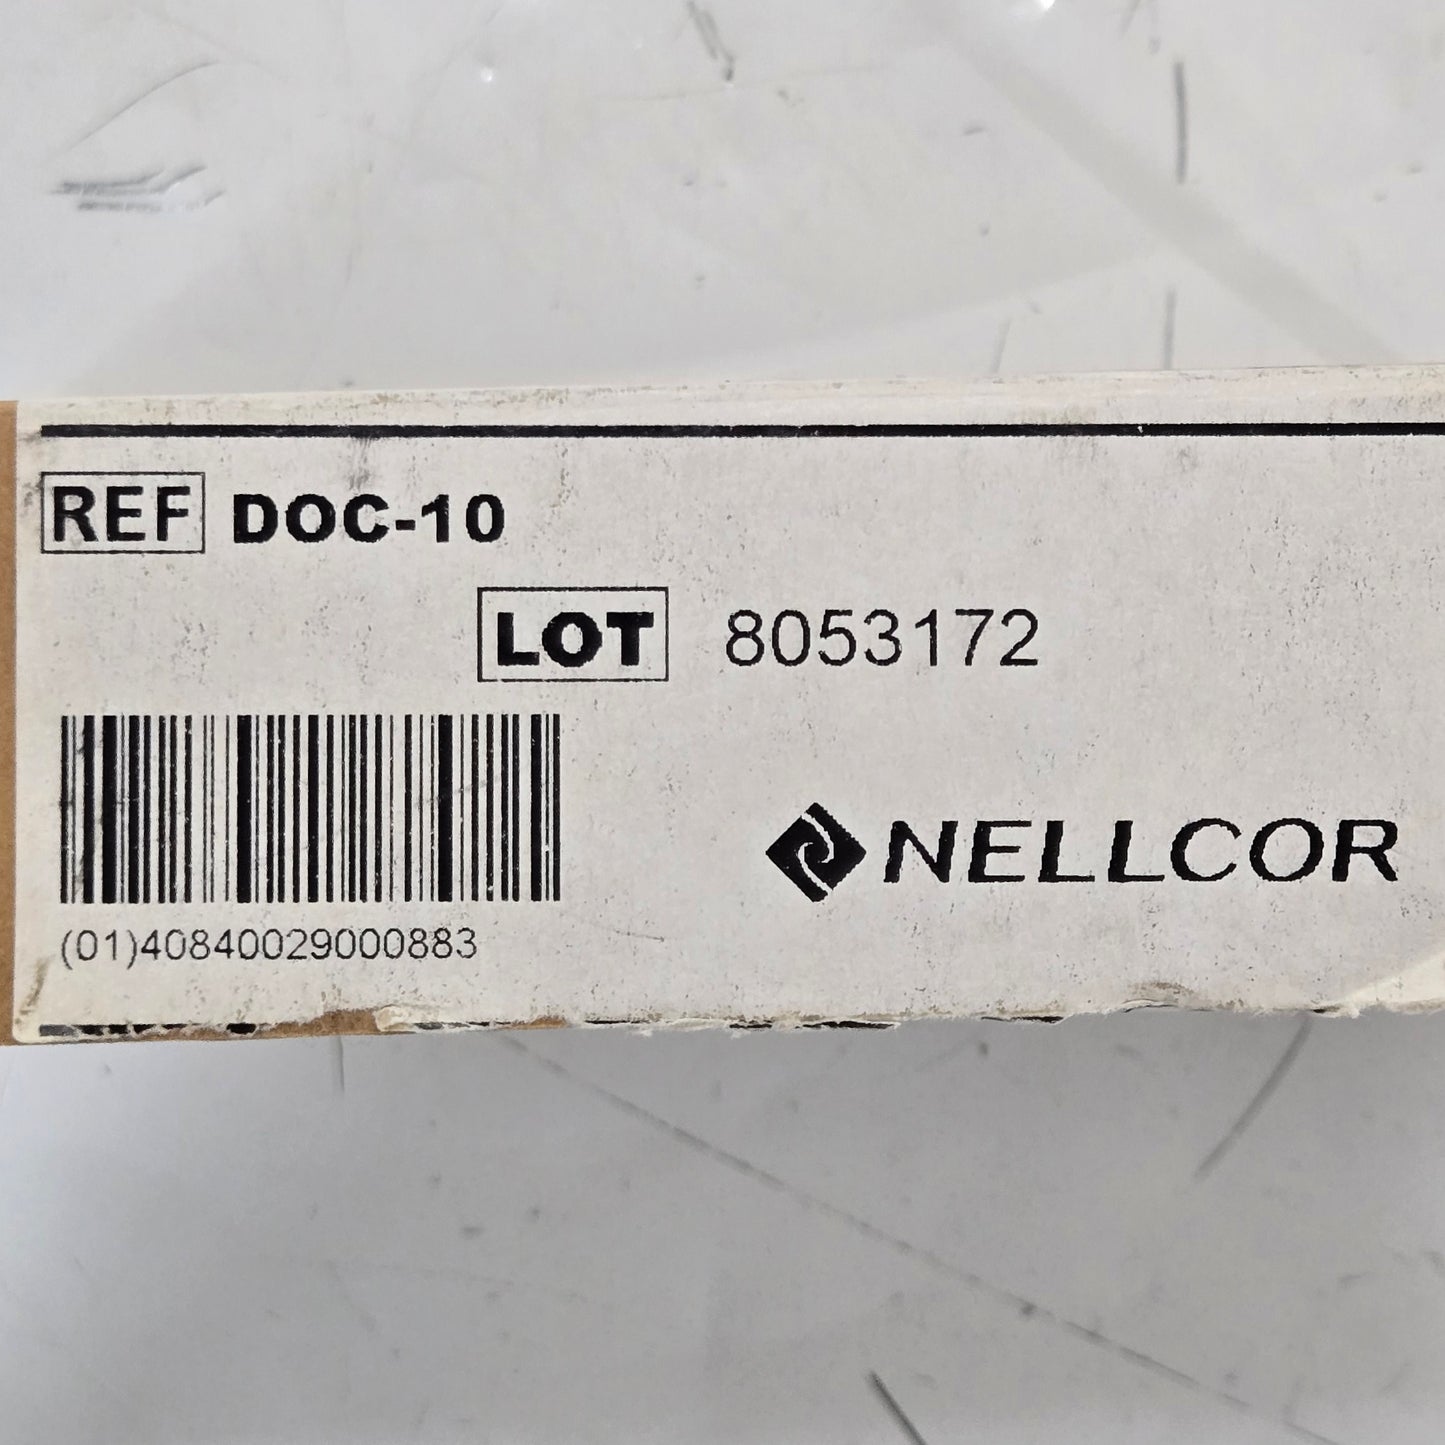 REF DOC-10
LOT 8053172
NELLCOR
(01)40840029000883